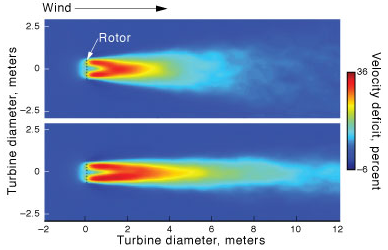 Wind
Rotor
2.5
0
−2.5
2.5
0
−2.5
−2 0 2 4 6 8 10 12
Turbine diameter, meters
Turbine diameter, meters
36
−6
Velocity deficit, percent